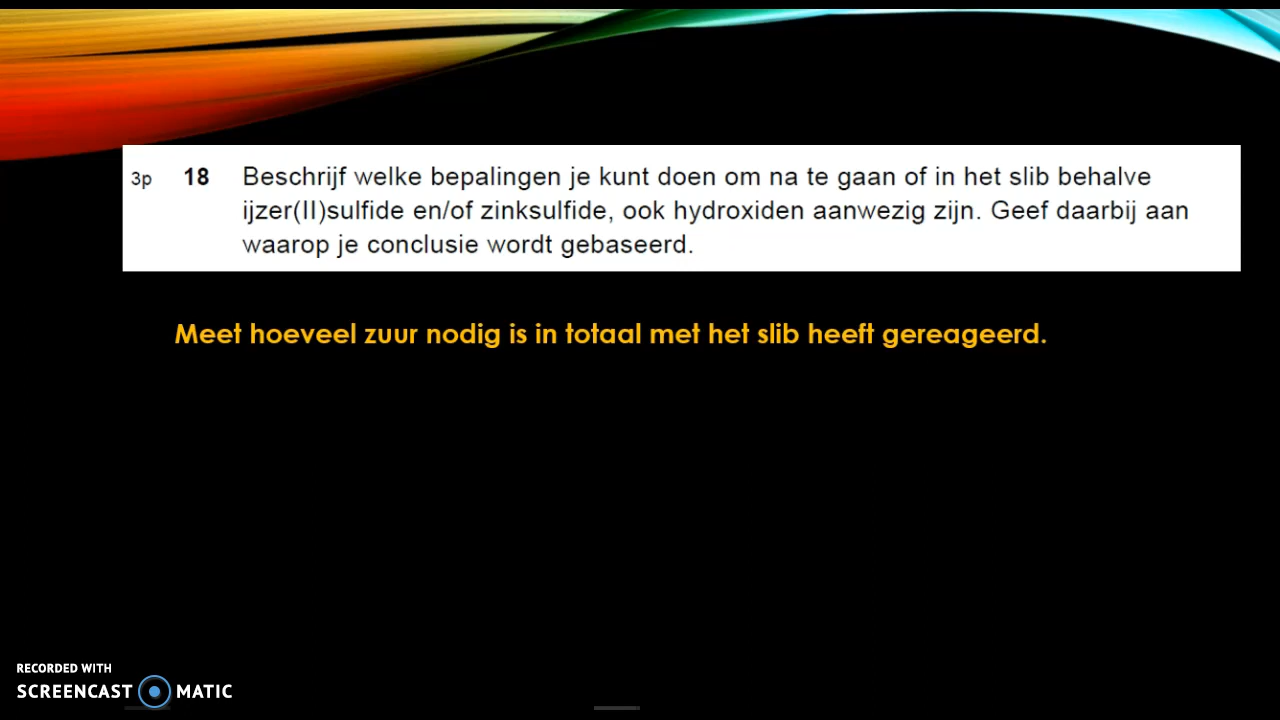 3p 18 Beschrijf welke bepalingen je kunt doen om na te gaan of in het slib behalve
ijzer(II)sulfide en/of zinksulfide, ook hydroxiden aanwezig zijn. Geef daarbij aan
waarop je conclusie wordt gebaseerd.
Meet hoeveel zuur nodig is in totaal met het slib heeft gereageerd.
RECORDED WITH
SCREENCAST MATIC